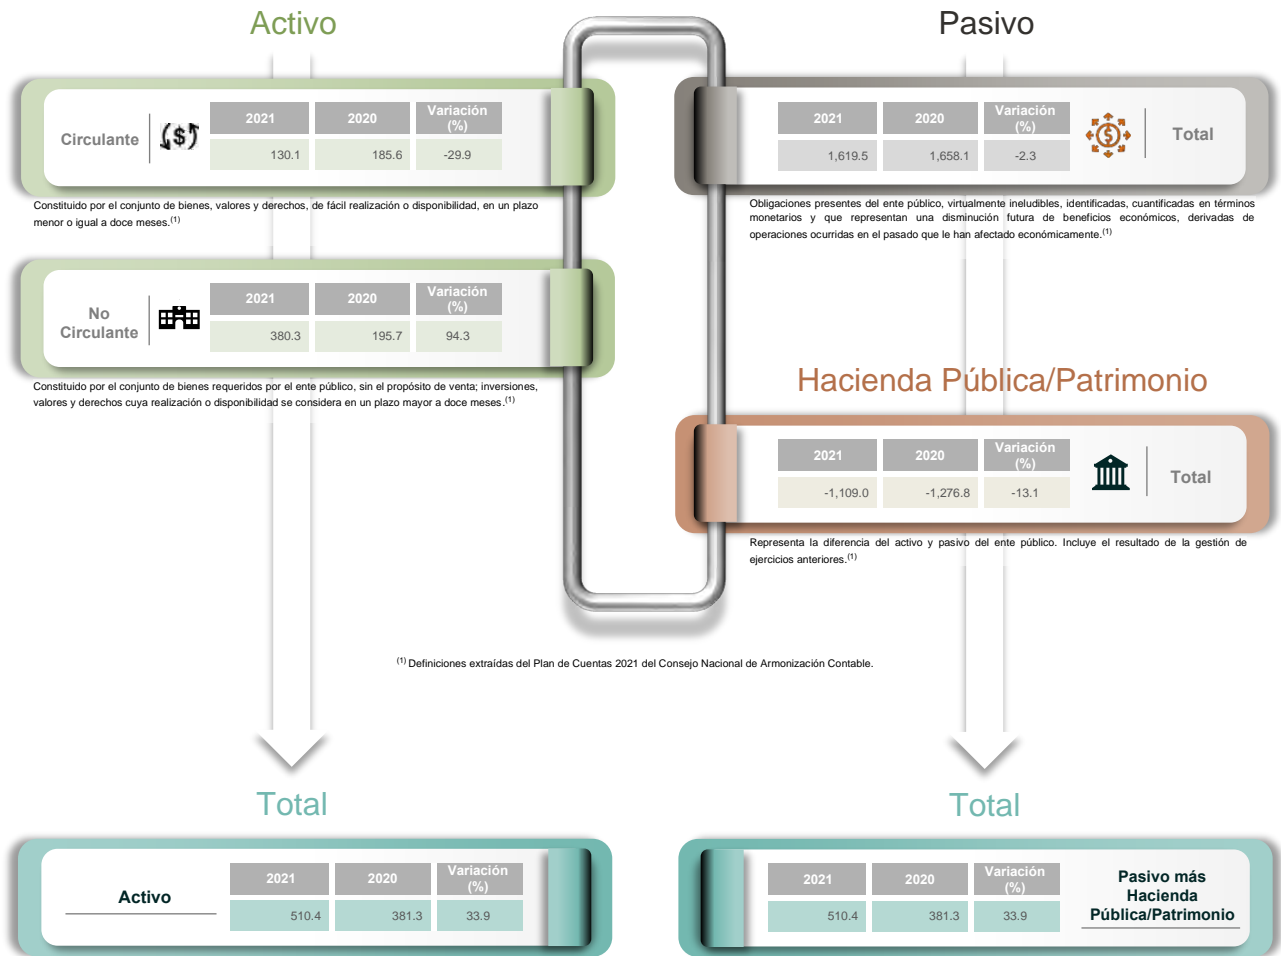 Activo
Circulante
2021 2020 Variación (%)
130.1 185.6 -29.9
Constituido por el conjunto de bienes, valores y derechos, de fácil realización o disponibilidad, en un plazo
menor o igual a doce meses.(1)
No
Circulante
2021 2020 Variación (%)
380.3 195.7 94.3
Constituido por el conjunto de bienes requeridos por el ente público, sin el propósito de venta; inversiones,
valores y derechos cuya realización o disponibilidad se considera en un plazo mayor a doce meses.(1)
Pasivo
2021 2020 Variación (%)
1,619.5 1,658.1 -2.3
Total
Obligaciones presentes del ente público, virtualmente ineludibles, identificadas, cuantificadas en términos
monetarios y que representan una disminución futura de beneficios económicos, derivadas de
operaciones ocurridas en el pasado que le han afectado económicamente.(1)
Hacienda Pública/Patrimonio
2021 2020 Variación (%)
-1,109.0 -1,276.8 -13.1
Total
Representa la diferencia del activo y pasivo del ente público. Incluye el resultado de la gestión de
ejercicios anteriores.(1)
(1) Definiciones extraídas del Plan de Cuentas 2021 del Consejo Nacional de Armonización Contable.
Total
Activo
2021 2020 Variación (%)
510.4 381.3 33.9
Total
2021 2020 Variación (%)
510.4 381.3 33.9
Pasivo más
Hacienda
Pública/Patrimonio